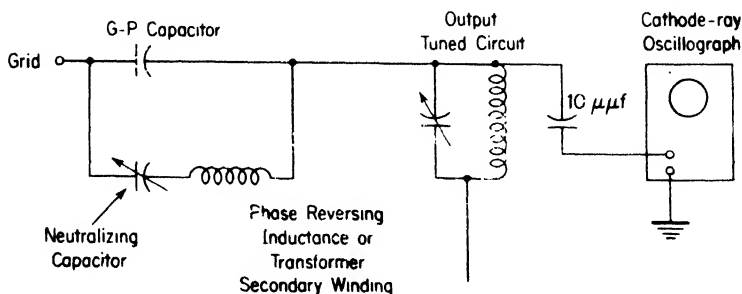 G-P Capacitor
Grid
Output
Tuned Circuit
Cathode-ray
Oscillograph
10 μμf
Neutralizing
Capacitor
Phase Reversing
Inductance or
Transformer
Secondary Winding